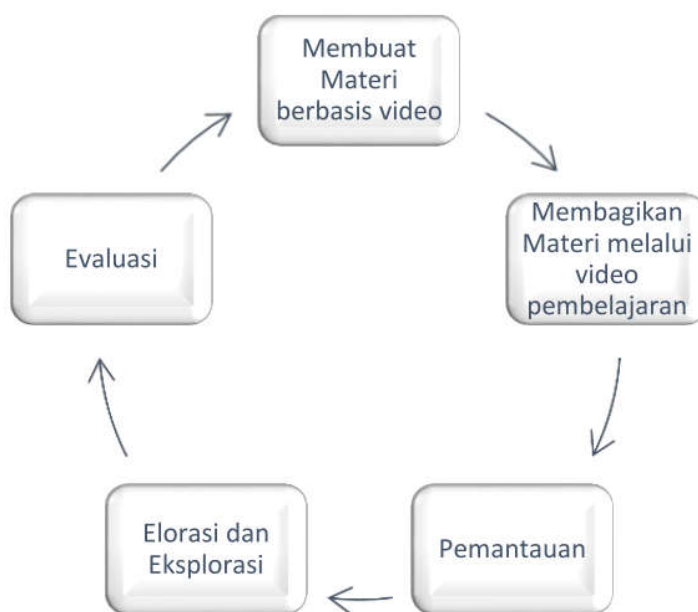 Membuat
Materi
berbasis video
Membagikan
Materi melalui
video
pembelajaran
Pemantauan
Elorasi dan
Eksplorasi
Evaluasi